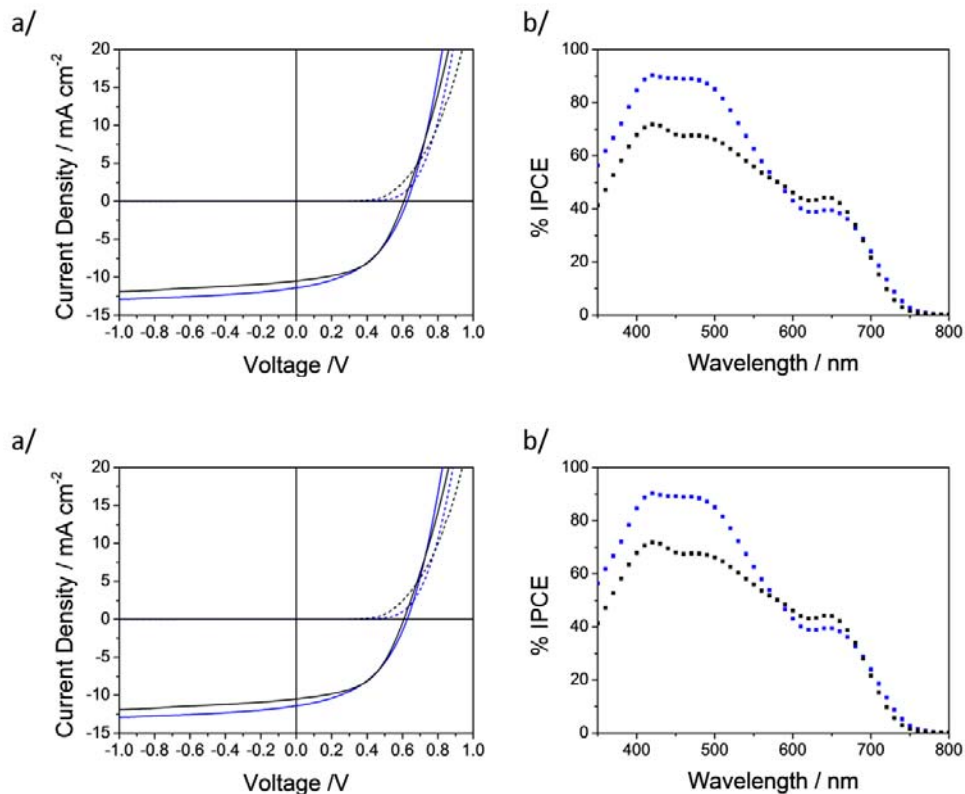 a/
20
15
10
5
0
-5
-10
-15
Current Density / mA cm⁻²
-1.0 -0.8 -0.6 -0.4 -0.2 0.0 0.2 0.4 0.6 0.8 1.0
Voltage /V
b/
100
80
60
40
20
0
% IPCE
400 500 600 700 800
Wavelength / nm
a/
20
15
10
5
0
-5
-10
-15
Current Density / mA cm⁻²
-1.0 -0.8 -0.6 -0.4 -0.2 0.0 0.2 0.4 0.6 0.8 1.0
Voltage /V
b/
100
80
60
40
20
0
% IPCE
400 500 600 700 800
Wavelength / nm